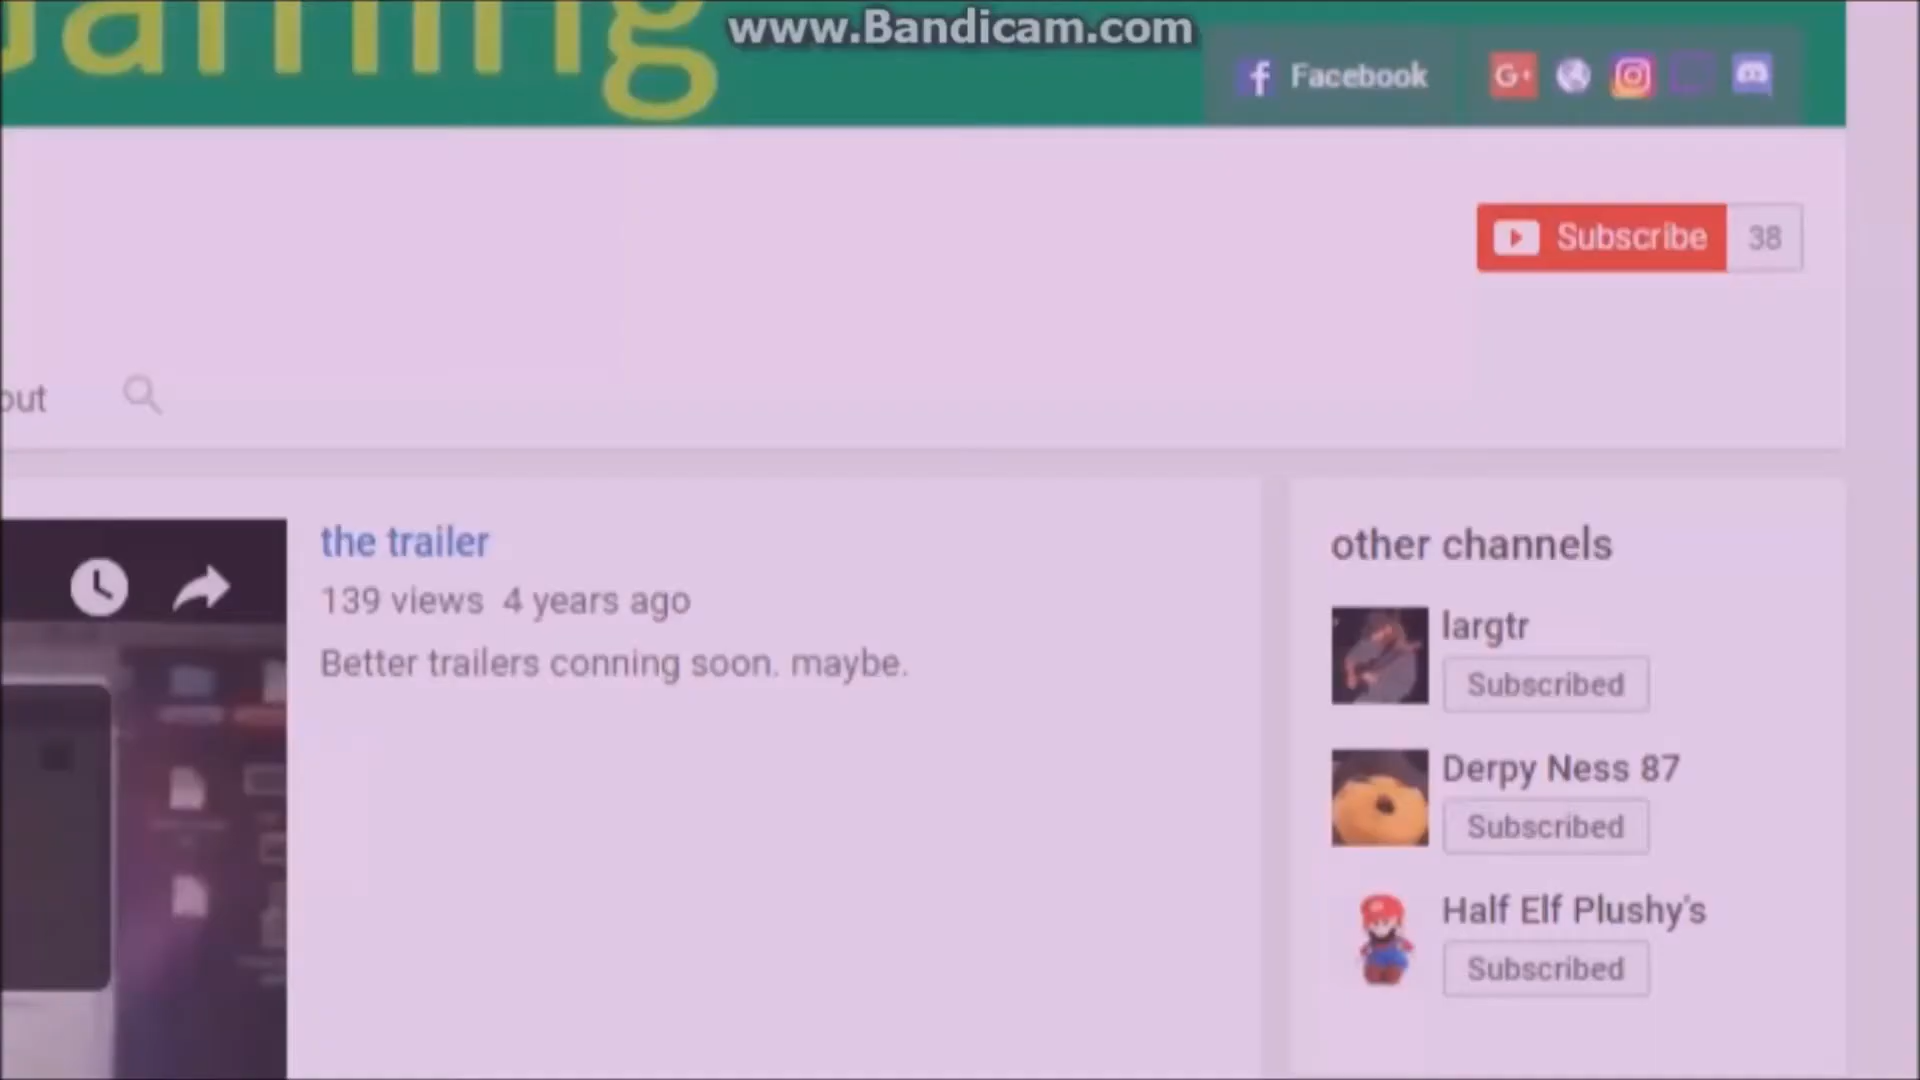 www.Bandicam.com
aming
Facebook
G+
Subscribe 38
out
the trailer
139 views 4 years ago
Better trailers conning soon. maybe.
other channels
largtr
Subscribed
Derpy Ness 87
Subscribed
Half Elf Plushy's
Subscribed